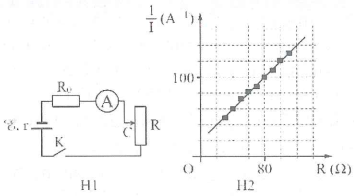 1/I (A⁻¹)
R₀
A
ℰ, r
C
R
K
100
O
80
R (Ω)
H1
H2